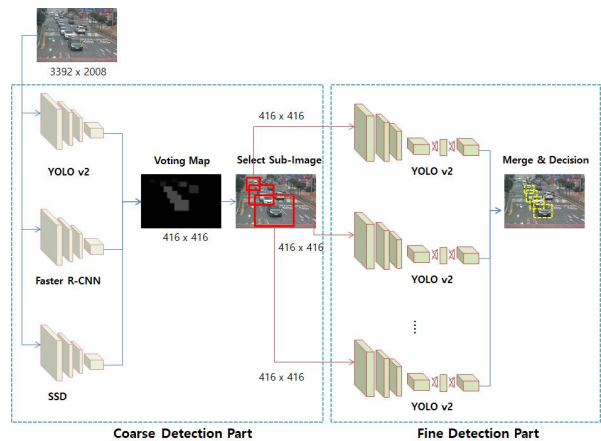 3392 x 2008
YOLO v2
Faster R-CNN
SSD
Voting Map
416 x 416
Select Sub-Image
416 x 416
416 x 416
416 x 416
YOLO v2
YOLO v2
YOLO v2
Merge & Decision
Coarse Detection Part
Fine Detection Part